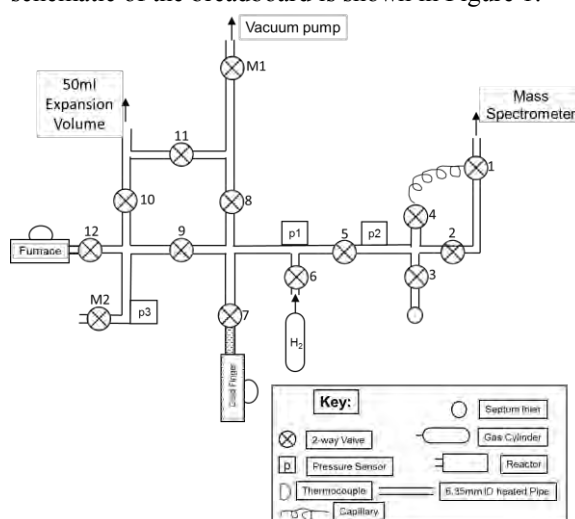 schematic of the breadboard is shown in Figure 1.
Vacuum pump
M1
50ml
Expansion
Volume
Mass
Spectrometer
11
1
10
8
4
12
9
p1
5
p2
2
Furnace
6
3
M2
p3
7
H2
Cold Finger
Key:
Septum Inlet
2-way Valve
Gas Cylinder
p
Pressure Sensor
Reactor
Thermocouple
6.35mm ID heated Pipe
Capillary